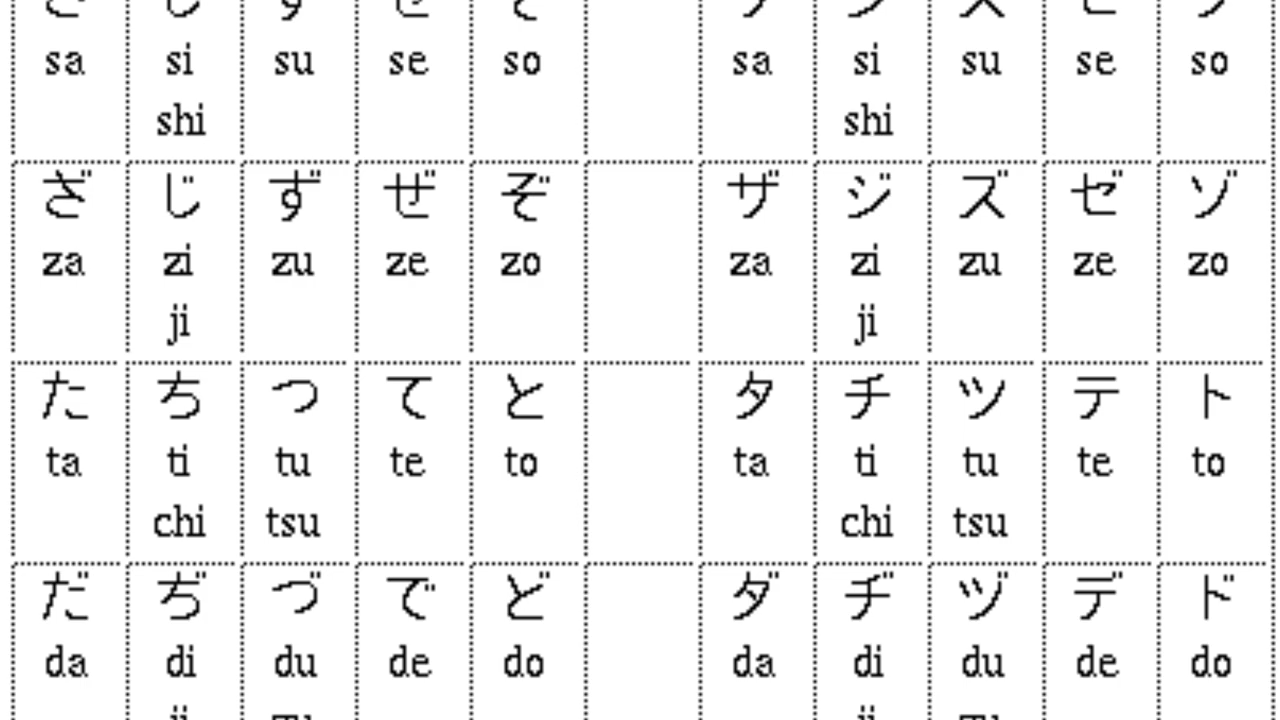 sa si su se so sa si su se so
shi shi
ざ じ ず ぜ ぞ ザ ジ ズ ゼ ゾ
za zi zu ze zo za zi zu ze zo
ji ji
た ち つ て と タ チ ツ テ ト
ta ti tu te to ta ti tu te to
chi tsu chi tsu
だ ぢ づ で ど ダ ヂ ヅ デ ド
da di du de do da di du de do